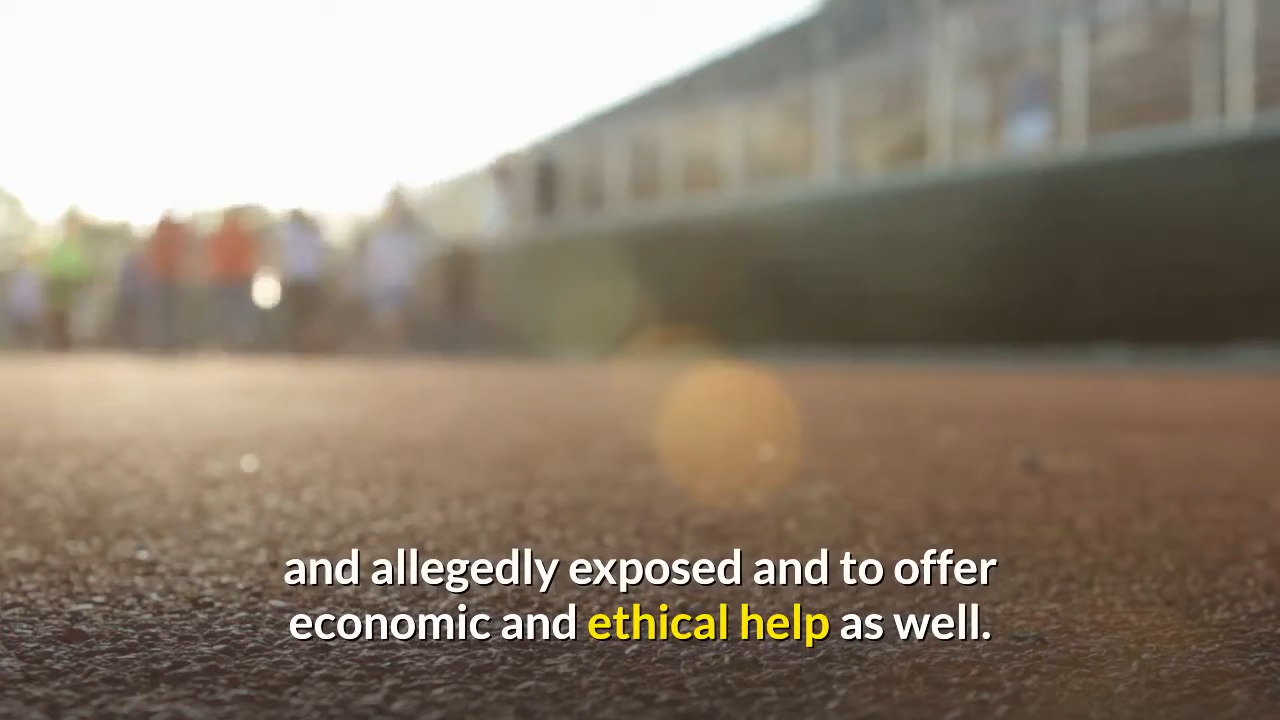 and allegedly exposed and to offer
economic and ethical help as well.